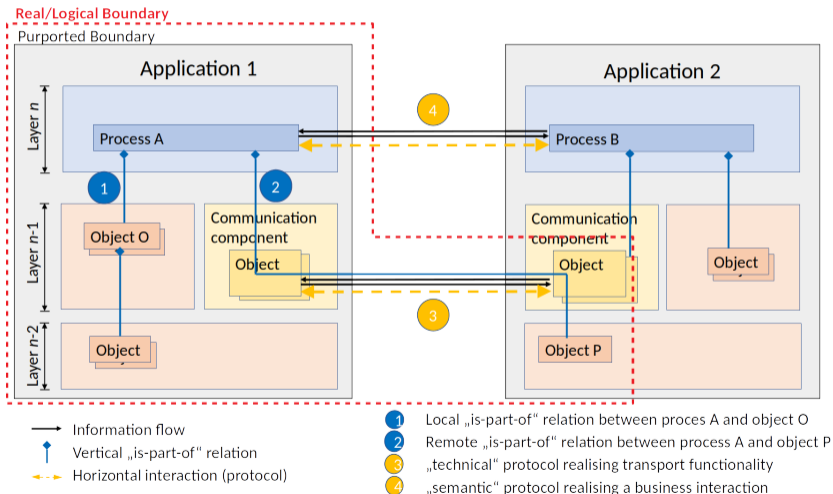 Real/Logical Boundary
Purported Boundary
Application 1
Application 2
Layer n
4
Process A
Process B
1
2
Layer n-1
Communication
component
Object O
Object
Communication
component
Object
Object
3
Layer n-2
Object
Object P
Information flow
Vertical „is-part-of“ relation
Horizontal interaction (protocol)
1 Local „is-part-of“ relation between proces A and object O
2 Remote „is-part-of“ relation between process A and object P
3 „technical“ protocol realising transport functionality
4 „semantic“ protocol realising a business interaction